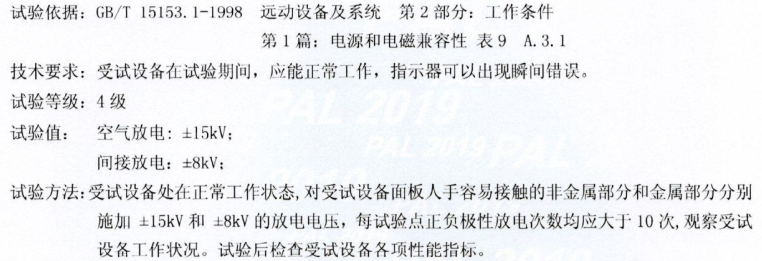 试验依据: GB/T 15153.1-1998 远动设备及系统 第2部分: 工作条件
第1篇: 电源和电磁兼容性 表9 A.3.1
技术要求: 受试设备在试验期间, 应能正常工作, 指示器可以出现瞬间错误。
试验等级: 4级
试验值: 空气放电: ±15kV;
间接放电: ±8kV;
试验方法: 受试设备处在正常工作状态, 对受试设备面板人手容易接触的非金属部分和金属部分分别
施加 ±15kV 和 ±8kV 的放电电压, 每试验点正负极性放电次数均应大于 10 次, 观察受试
设备工作状况。试验后检查受试设备各项性能指标。
PAL 2019
PAL 2019 PAL
2019
2019